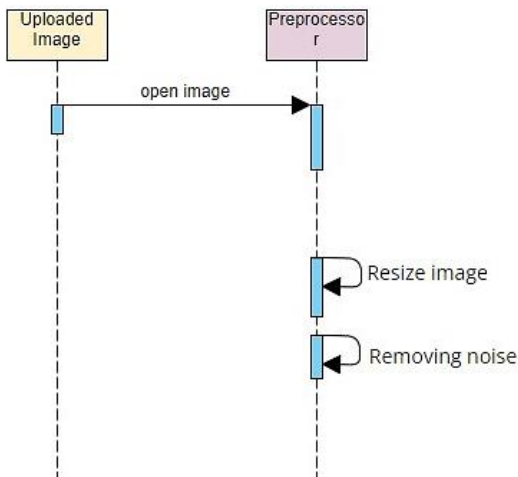 Uploaded
Image
Preprocesso
r
open image
Resize image
Removing noise